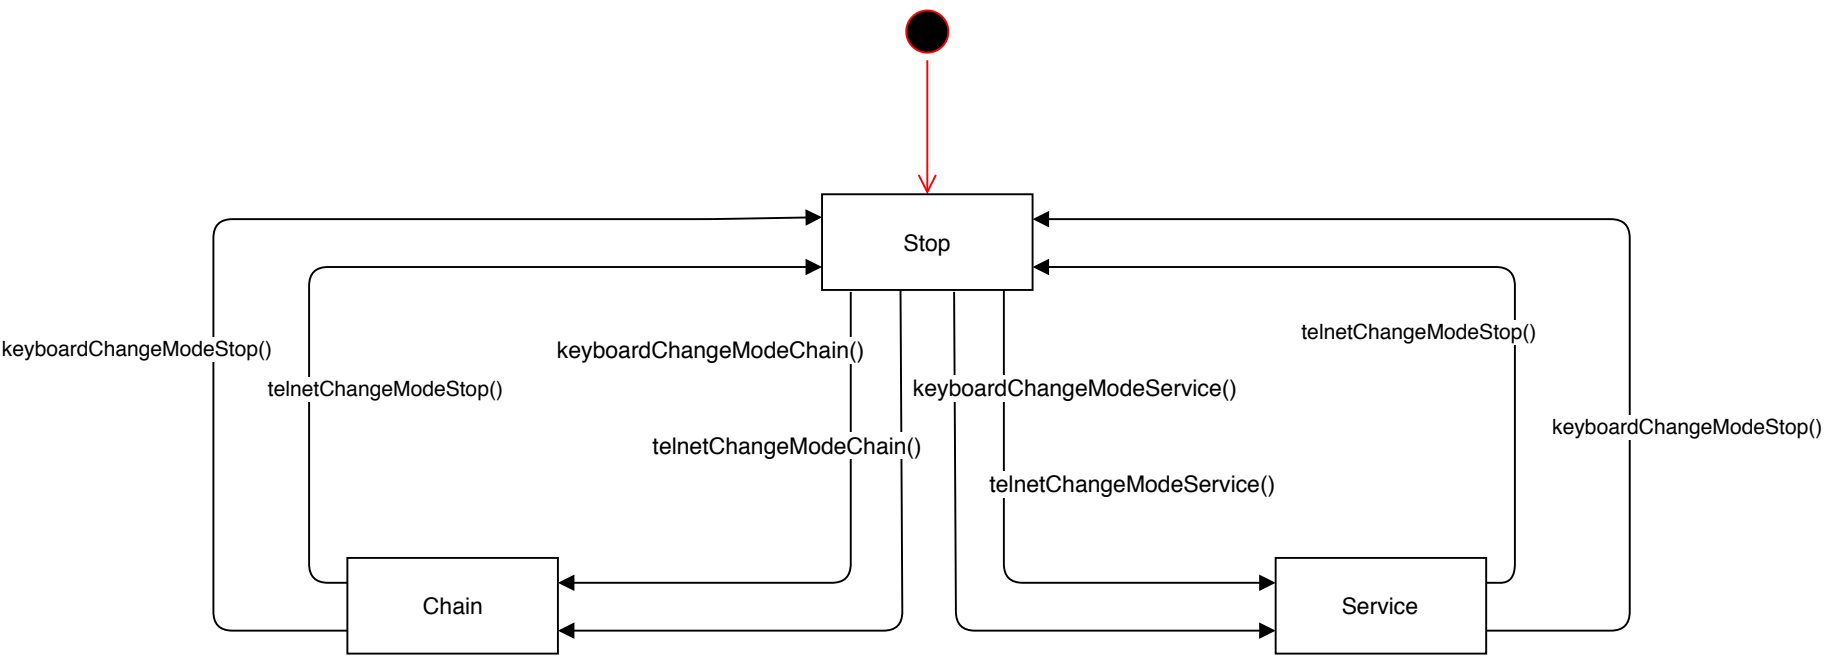 Stop
telnetChangeModeStop()
keyboardChangeModeStop()
keyboardChangeModeChain()
telnetChangeModeStop()
keyboardChangeModeService()
keyboardChangeModeStop()
telnetChangeModeChain()
telnetChangeModeService()
Chain
Service